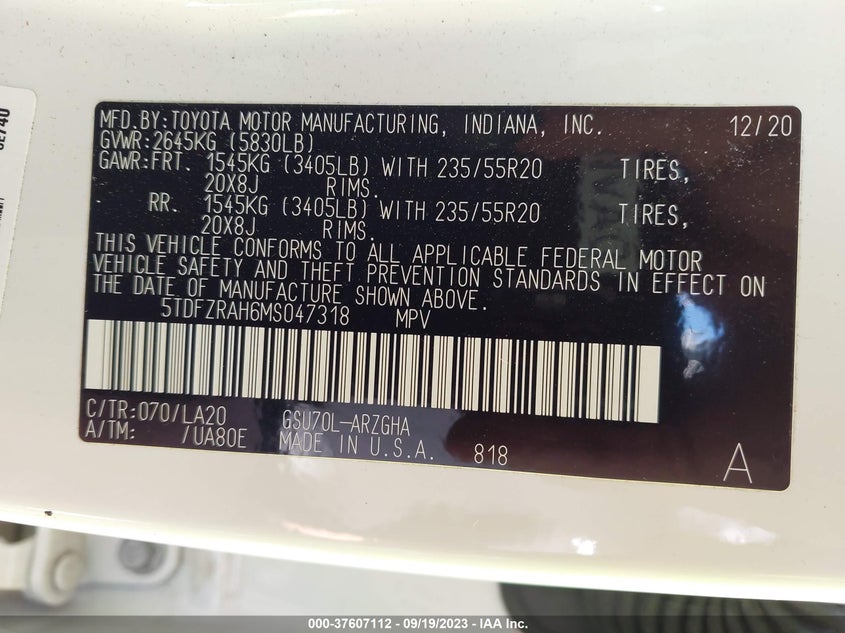 MFD.BY:TOYOTA MOTOR MANUFACTURING, INDIANA, INC. 12/20
GVWR:2645KG (5830LB)
GAWR:FRT. 1545KG (3405LB) WITH 235/55R20 TIRES,
20X8J RIMS.
RR. 1545KG (3405LB) WITH 235/55R20 TIRES,
20X8J RIMS.
THIS VEHICLE CONFORMS TO ALL APPLICABLE FEDERAL MOTOR
VEHICLE SAFETY AND THEFT PREVENTION STANDARDS IN EFFECT ON
THE DATE OF MANUFACTURE SHOWN ABOVE.
5TDFZRAH6MS047318 MPV
C/TR:070/LA20 GSU70L-ARZGHA
A/TM: /UA80E MADE IN U.S.A. 818
A
000-37607112 - 09/19/2023 - IAA Inc.